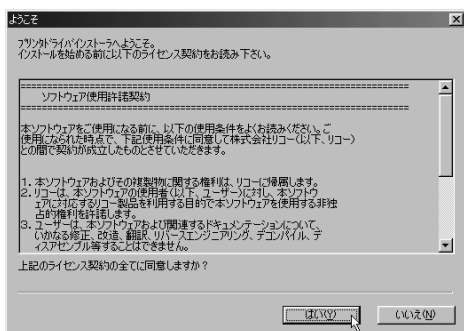 ようこそ
プリンタドライバインストーラへようこそ。
インストールを始める前に以下のライセンス契約をお読み下さい。
==========================================================
ソフトウェア使用許諾契約
==========================================================
本ソフトウェアをご使用になる前に、以下の使用条件をよくお読みください。ご
使用になられた時点で、下記使用条件に同意して株式会社リコー(以下、リコー)
との間で契約が成立したものとさせていただきます。
1. 本ソフトウェアおよびその複製物に関する権利は、リコーに帰属します。
2. リコーは、本ソフトウェアの使用者(以下、ユーザー)に対し、本ソフトウ
ェアに対応するリコー製品を利用する目的で本ソフトウェアを使用する非独
占的権利を許諾します。
3. ユーザーは、本ソフトウェアおよび関連するドキュメンテーションについて、
いかなる修正、改造、翻訳、リバースエンジニアリング、デコンパイル、デ
ィスアセンブル等することはできません。
上記のライセンス契約の全てに同意しますか?
はい(Y)
いいえ(N)